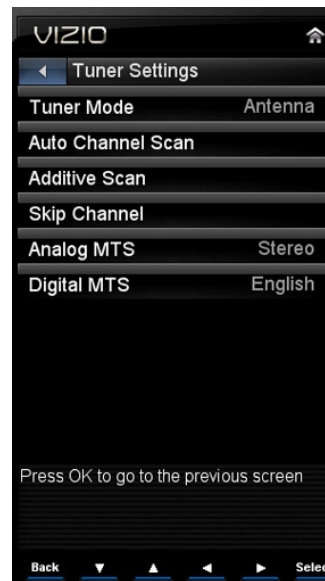 VIZIO
Tuner Settings
Tuner Mode Antenna
Auto Channel Scan
Additive Scan
Skip Channel
Analog MTS Stereo
Digital MTS English
Press OK to go to the previous screen
Back Selec